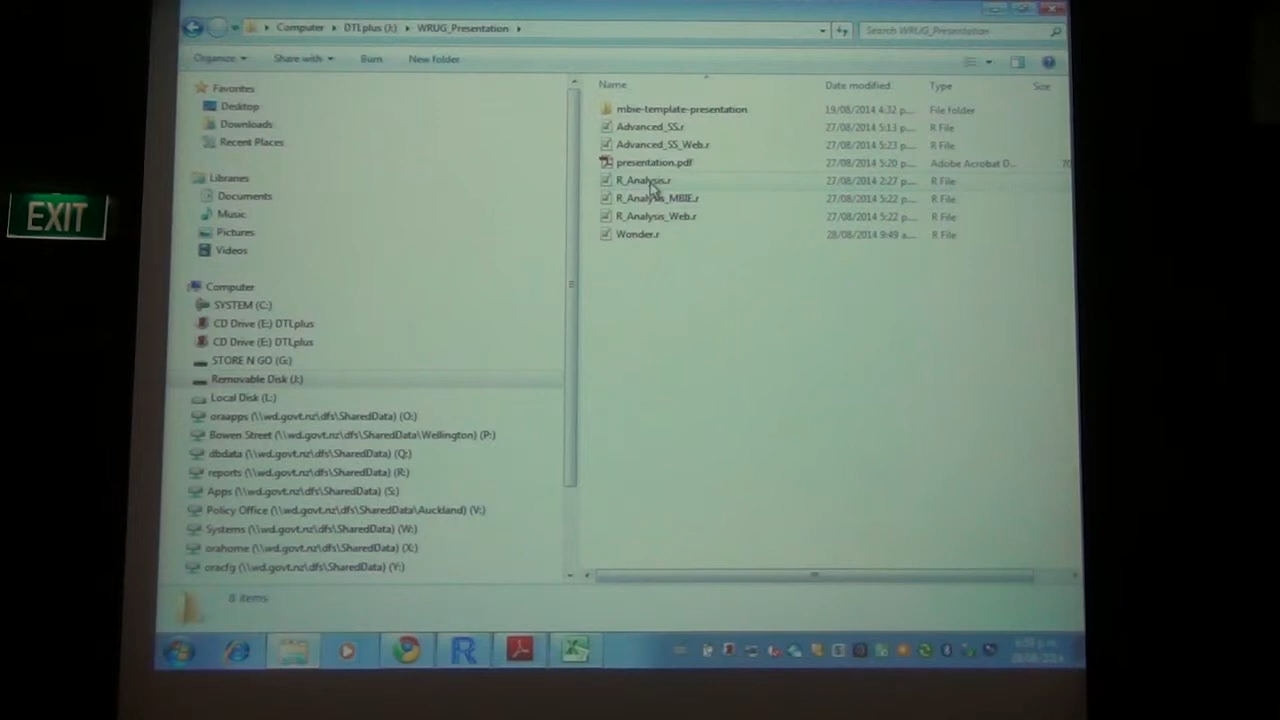 Computer ▸ DTLplus (J:) ▸ WRUG_Presentation ▸
Search WRUG_Presentation
Organize Share with Burn New folder
Name Date modified Type Size
mbie-template-presentation 19/08/2014 4:32 p.... File folder
Advanced_SS.r 27/08/2014 5:13 p.... R File
Advanced_SS_Web.r 27/08/2014 5:23 p.... R File
presentation.pdf 27/08/2014 5:20 p.... Adobe Acrobat D... 70
R_Analysis.r 27/08/2014 2:27 p.... R File
R_Analysis_MBIE.r 27/08/2014 5:22 p.... R File
R_Analysis_Web.r 27/08/2014 5:22 p.... R File
Wonder.r 28/08/2014 9:49 a.... R File
Favorites
Desktop
Downloads
Recent Places
Libraries
Documents
Music
Pictures
Videos
Computer
SYSTEM (C:)
CD Drive (E:) DTLplus
CD Drive (E:) DTLplus
STORE N GO (G:)
Removable Disk (J:)
Local Disk (L:)
oraapps (\\wd.govt.nz\dfs\SharedData) (O:)
Bowen Street (\\wd.govt.nz\dfs\SharedData\Wellington) (P:)
dbdata (\\wd.govt.nz\dfs\SharedData) (Q:)
reports (\\wd.govt.nz\dfs\SharedData) (R:)
Apps (\\wd.govt.nz\dfs\SharedData) (S:)
Policy Office (\\wd.govt.nz\dfs\SharedData\Auckland) (V:)
Systems (\\wd.govt.nz\dfs\SharedData) (W:)
orahome (\\wd.govt.nz\dfs\SharedData) (X:)
oracfg (\\wd.govt.nz\dfs\SharedData) (Y:)
8 items
EXIT